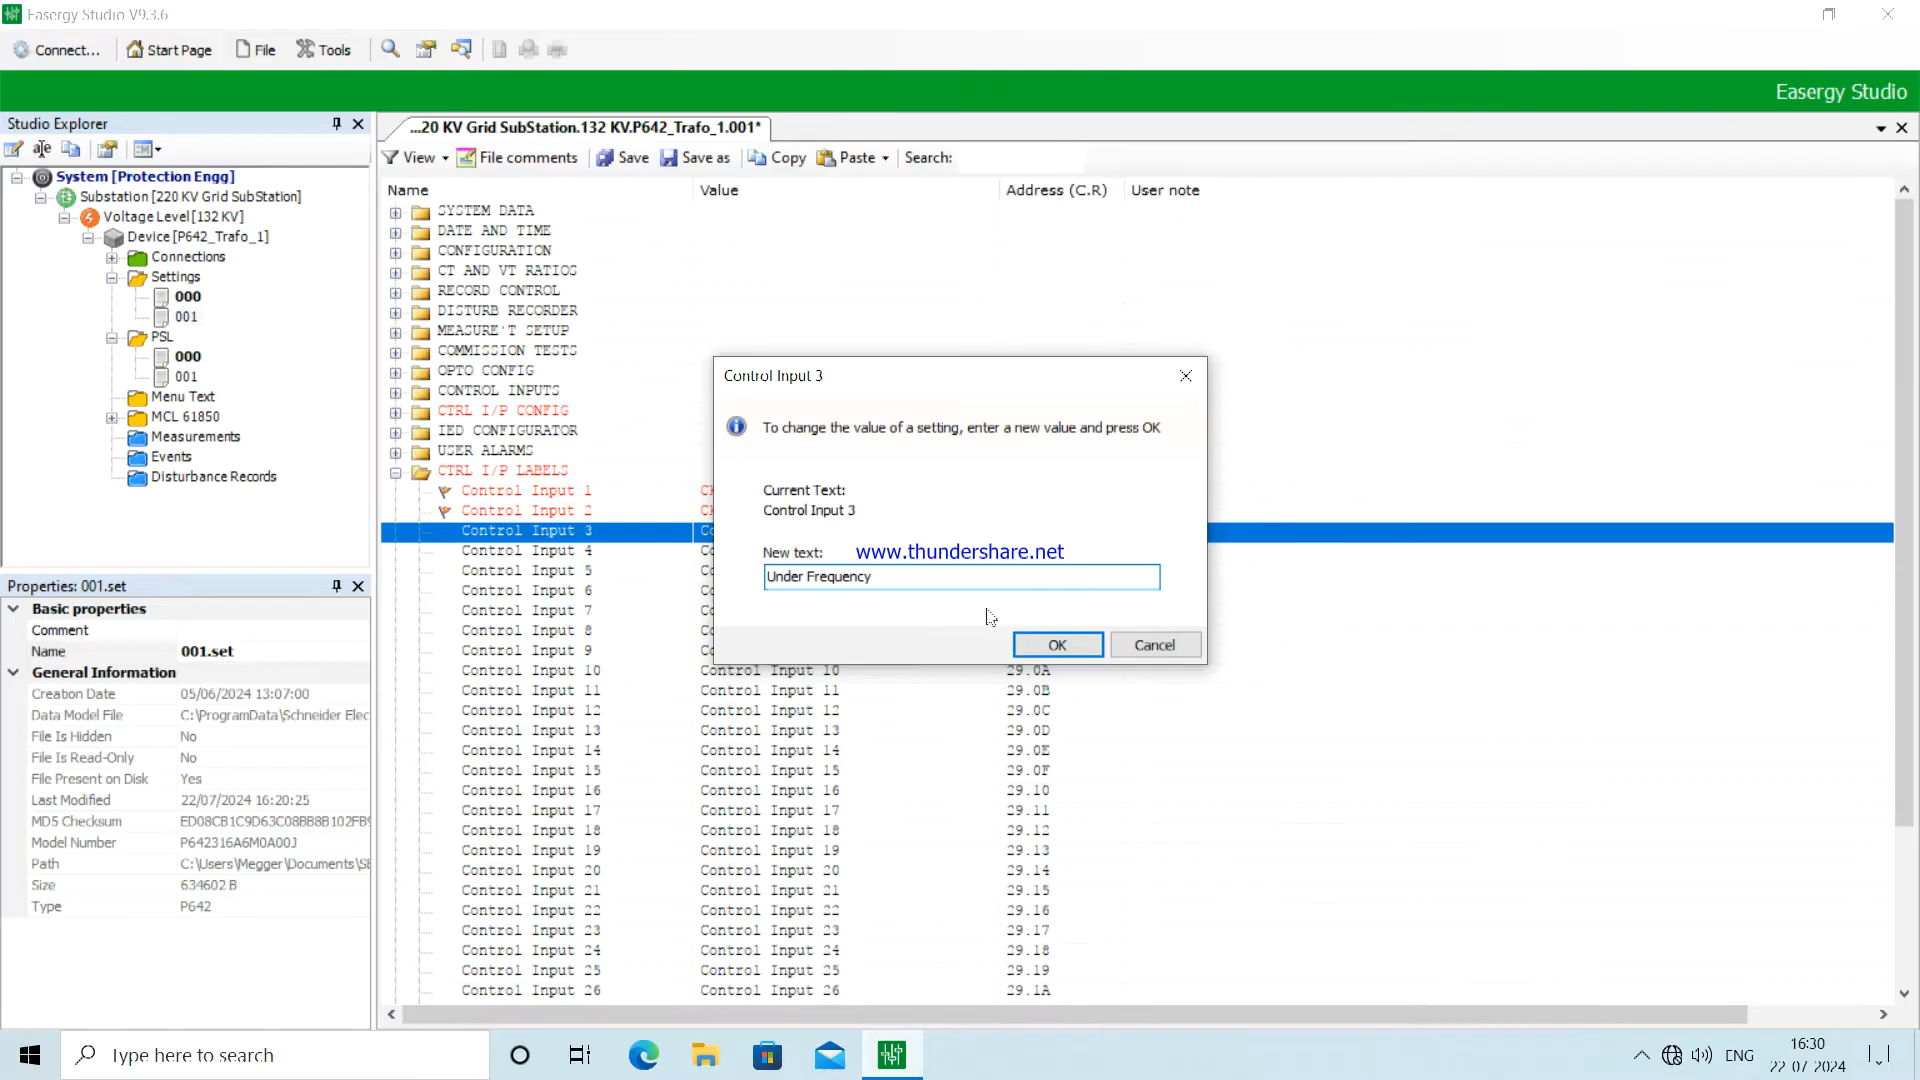 Easergy Studio V9.3.6
Connect...
Start Page
File
Tools
Easergy Studio
Studio Explorer
System [Protection Engg]
Substation [220 KV Grid SubStation]
Voltage Level [132 KV]
Device [P642_Trafo_1]
Connections
Settings
000
001
PSL
000
001
Menu Text
MCL 61850
Measurements
Events
Disturbance Records
Properties: 001.set
Basic properties
Comment
Name 001.set
General Information
Creation Date 05/06/2024 13:07:00
Data Model File C:\ProgramData\Schneider Elec
File Is Hidden No
File Is Read-Only No
File Present on Disk Yes
Last Modified 22/07/2024 16:20:25
MD5 Checksum ED08CB1C9D63C08BB8B102FB9
Model Number P642316A6M0A00J
Path C:\Users\Megger\Documents\SE
Size 634602 B
Type P642
...20 KV Grid SubStation.132 KV.P642_Trafo_1.001*
View File comments Save Save as Copy Paste Search:
Name Value Address (C.R) User note
SYSTEM DATA
DATE AND TIME
CONFIGURATION
CT AND VT RATIOS
RECORD CONTROL
DISTURB RECORDER
MEASURE'T SETUP
COMMISSION TESTS
OPTO CONFIG
CONTROL INPUTS
CTRL I/P CONFIG
IED CONFIGURATOR
USER ALARMS
CTRL I/P LABELS
Control Input 1
Control Input 2
Control Input 3
Control Input 4
Control Input 5
Control Input 6
Control Input 7
Control Input 8
Control Input 9
Control Input 10 Control Input 10 29.0A
Control Input 11 Control Input 11 29.0B
Control Input 12 Control Input 12 29.0C
Control Input 13 Control Input 13 29.0D
Control Input 14 Control Input 14 29.0E
Control Input 15 Control Input 15 29.0F
Control Input 16 Control Input 16 29.10
Control Input 17 Control Input 17 29.11
Control Input 18 Control Input 18 29.12
Control Input 19 Control Input 19 29.13
Control Input 20 Control Input 20 29.14
Control Input 21 Control Input 21 29.15
Control Input 22 Control Input 22 29.16
Control Input 23 Control Input 23 29.17
Control Input 24 Control Input 24 29.18
Control Input 25 Control Input 25 29.19
Control Input 26 Control Input 26 29.1A
Control Input 3
To change the value of a setting, enter a new value and press OK
Current Text:
Control Input 3
New text:
www.thundershare.net
Under Frequency
OK
Cancel
Type here to search
ENG
16:30
22-07-2024